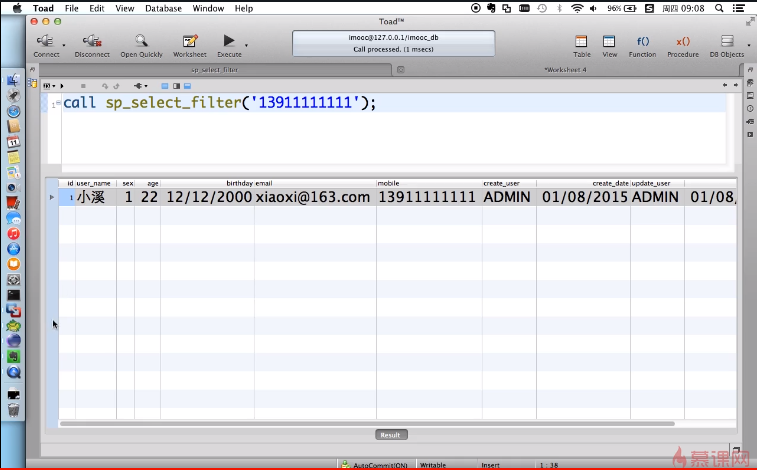 Toad File Edit View Database Window Help 96% 周四 09:08
Toad™
imooc@127.0.0.1/imooc_db
Call processed. (1 msecs)
Connect Disconnect Open Quickly Worksheet Execute Table View Function Procedure DB Objects
f() x()
sp_select_filter *Worksheet 4
1 call sp_select_filter('13911111111');
id user_name sex age birthday email mobile create_user create_date update_user
1 小溪 1 22 12/12/2000 xiaoxi@163.com 13911111111 ADMIN 01/08/2015 ADMIN 01/08/
Result
AutoCommit(ON) Writable Insert 1 : 38
慕课网